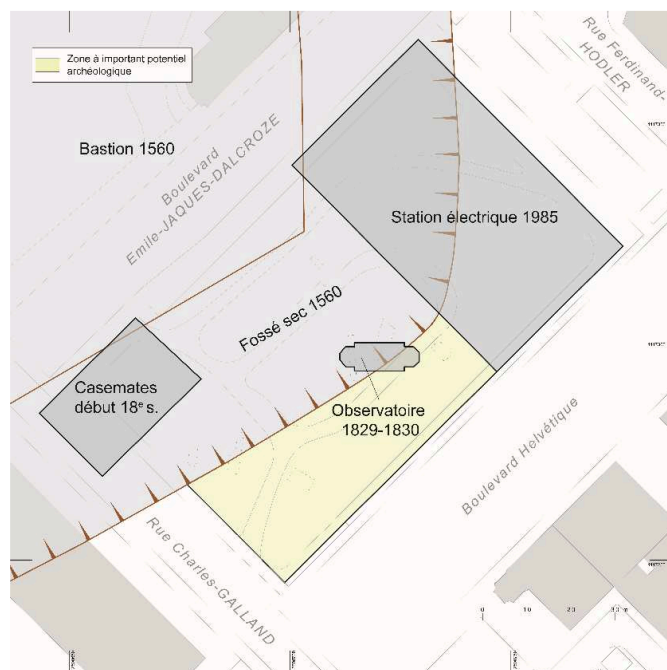 Zone à important potentiel
archéologique
Rue Ferdinand-
HODLER
Bastion 1560
Boulevard
Emile-JAQUES-DALCROZE
Station électrique 1985
Fossé sec 1560
Casemates
début 18e s.
Observatoire
1829-1830
Boulevard Helvétique
Rue Charles-GALLAND
0 10 20 30 m